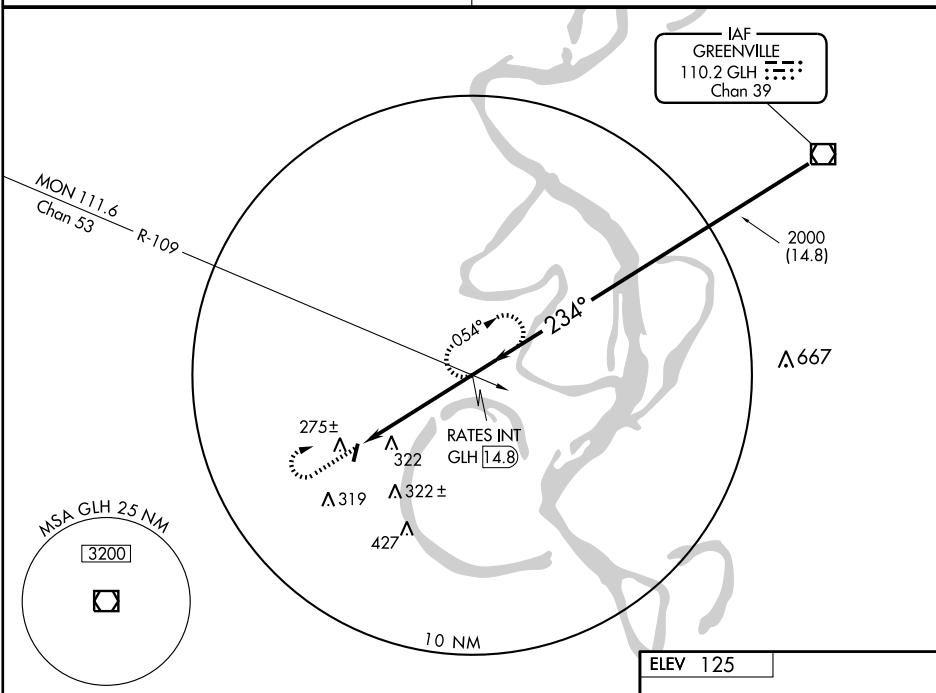 IAF
GREENVILLE
110.2 GLH
Chan 39
MON 111.6
Chan 53
R-109
2000
(14.8)
234°
054°
667
RATES INT
GLH 14.8
275±
322
319
322±
427
MSA GLH 25 NM
3200
10 NM
ELEV 125